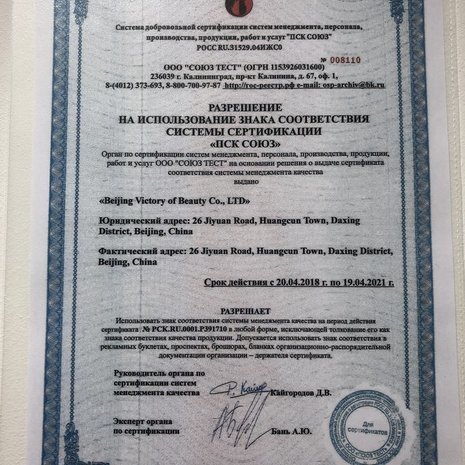 Система добровольной сертификации систем менеджмента, персонала,
производства, продукции, работ и услуг "ПСК СОЮЗ"
РОСС RU.31529.04ИЖС0
№ 008110
ООО "СОЮЗ ТЕСТ" (ОГРН 1153926031600)
236039 г. Калининград, пр-кт Калинина, д. 67, оф. 1,
8-(4012) 373-693, 8-800-700-97-87 http://гос-реестр.рф e-mail: osp-archiv@bk.ru
РАЗРЕШЕНИЕ
НА ИСПОЛЬЗОВАНИЕ ЗНАКА СООТВЕТСТВИЯ
СИСТЕМЫ СЕРТИФИКАЦИИ
«ПСК СОЮЗ»
Орган по сертификации систем менеджмента, персонала, производства, продукции,
работ и услуг ООО "СОЮЗ ТЕСТ" на основании решения о выдаче сертификата
соответствия системы менеджмента качества
выдано
«Beijing Victory of Beauty Co., LTD»
Юридический адрес: 26 Jiyuan Road, Huangcun Town, Daxing
District, Beijing, China
Фактический адрес: 26 Jiyuan Road, Huangcun Town, Daxing District,
Beijing, China
Срок действия с 20.04.2018 г. по 19.04.2021 г.
РАЗРЕШАЕТ
Использовать знак соответствия системы менеджмента качества на период действия
сертификата № РСК.RU.0001.Р391710 в любой форме, исключающей толкование его как
знака соответствия качества продукции. Допускается использовать знак соответствия в
рекламных буклетах, проспектах, брошюрах, бланках организационно-распорядительной
документации организации – держателя сертификата.
Руководитель органа по
сертификации систем
менеджмента качества
Кайгородов Д.В.
Эксперт органа
по сертификации
Бань А.Ю.
Для
сертификатов